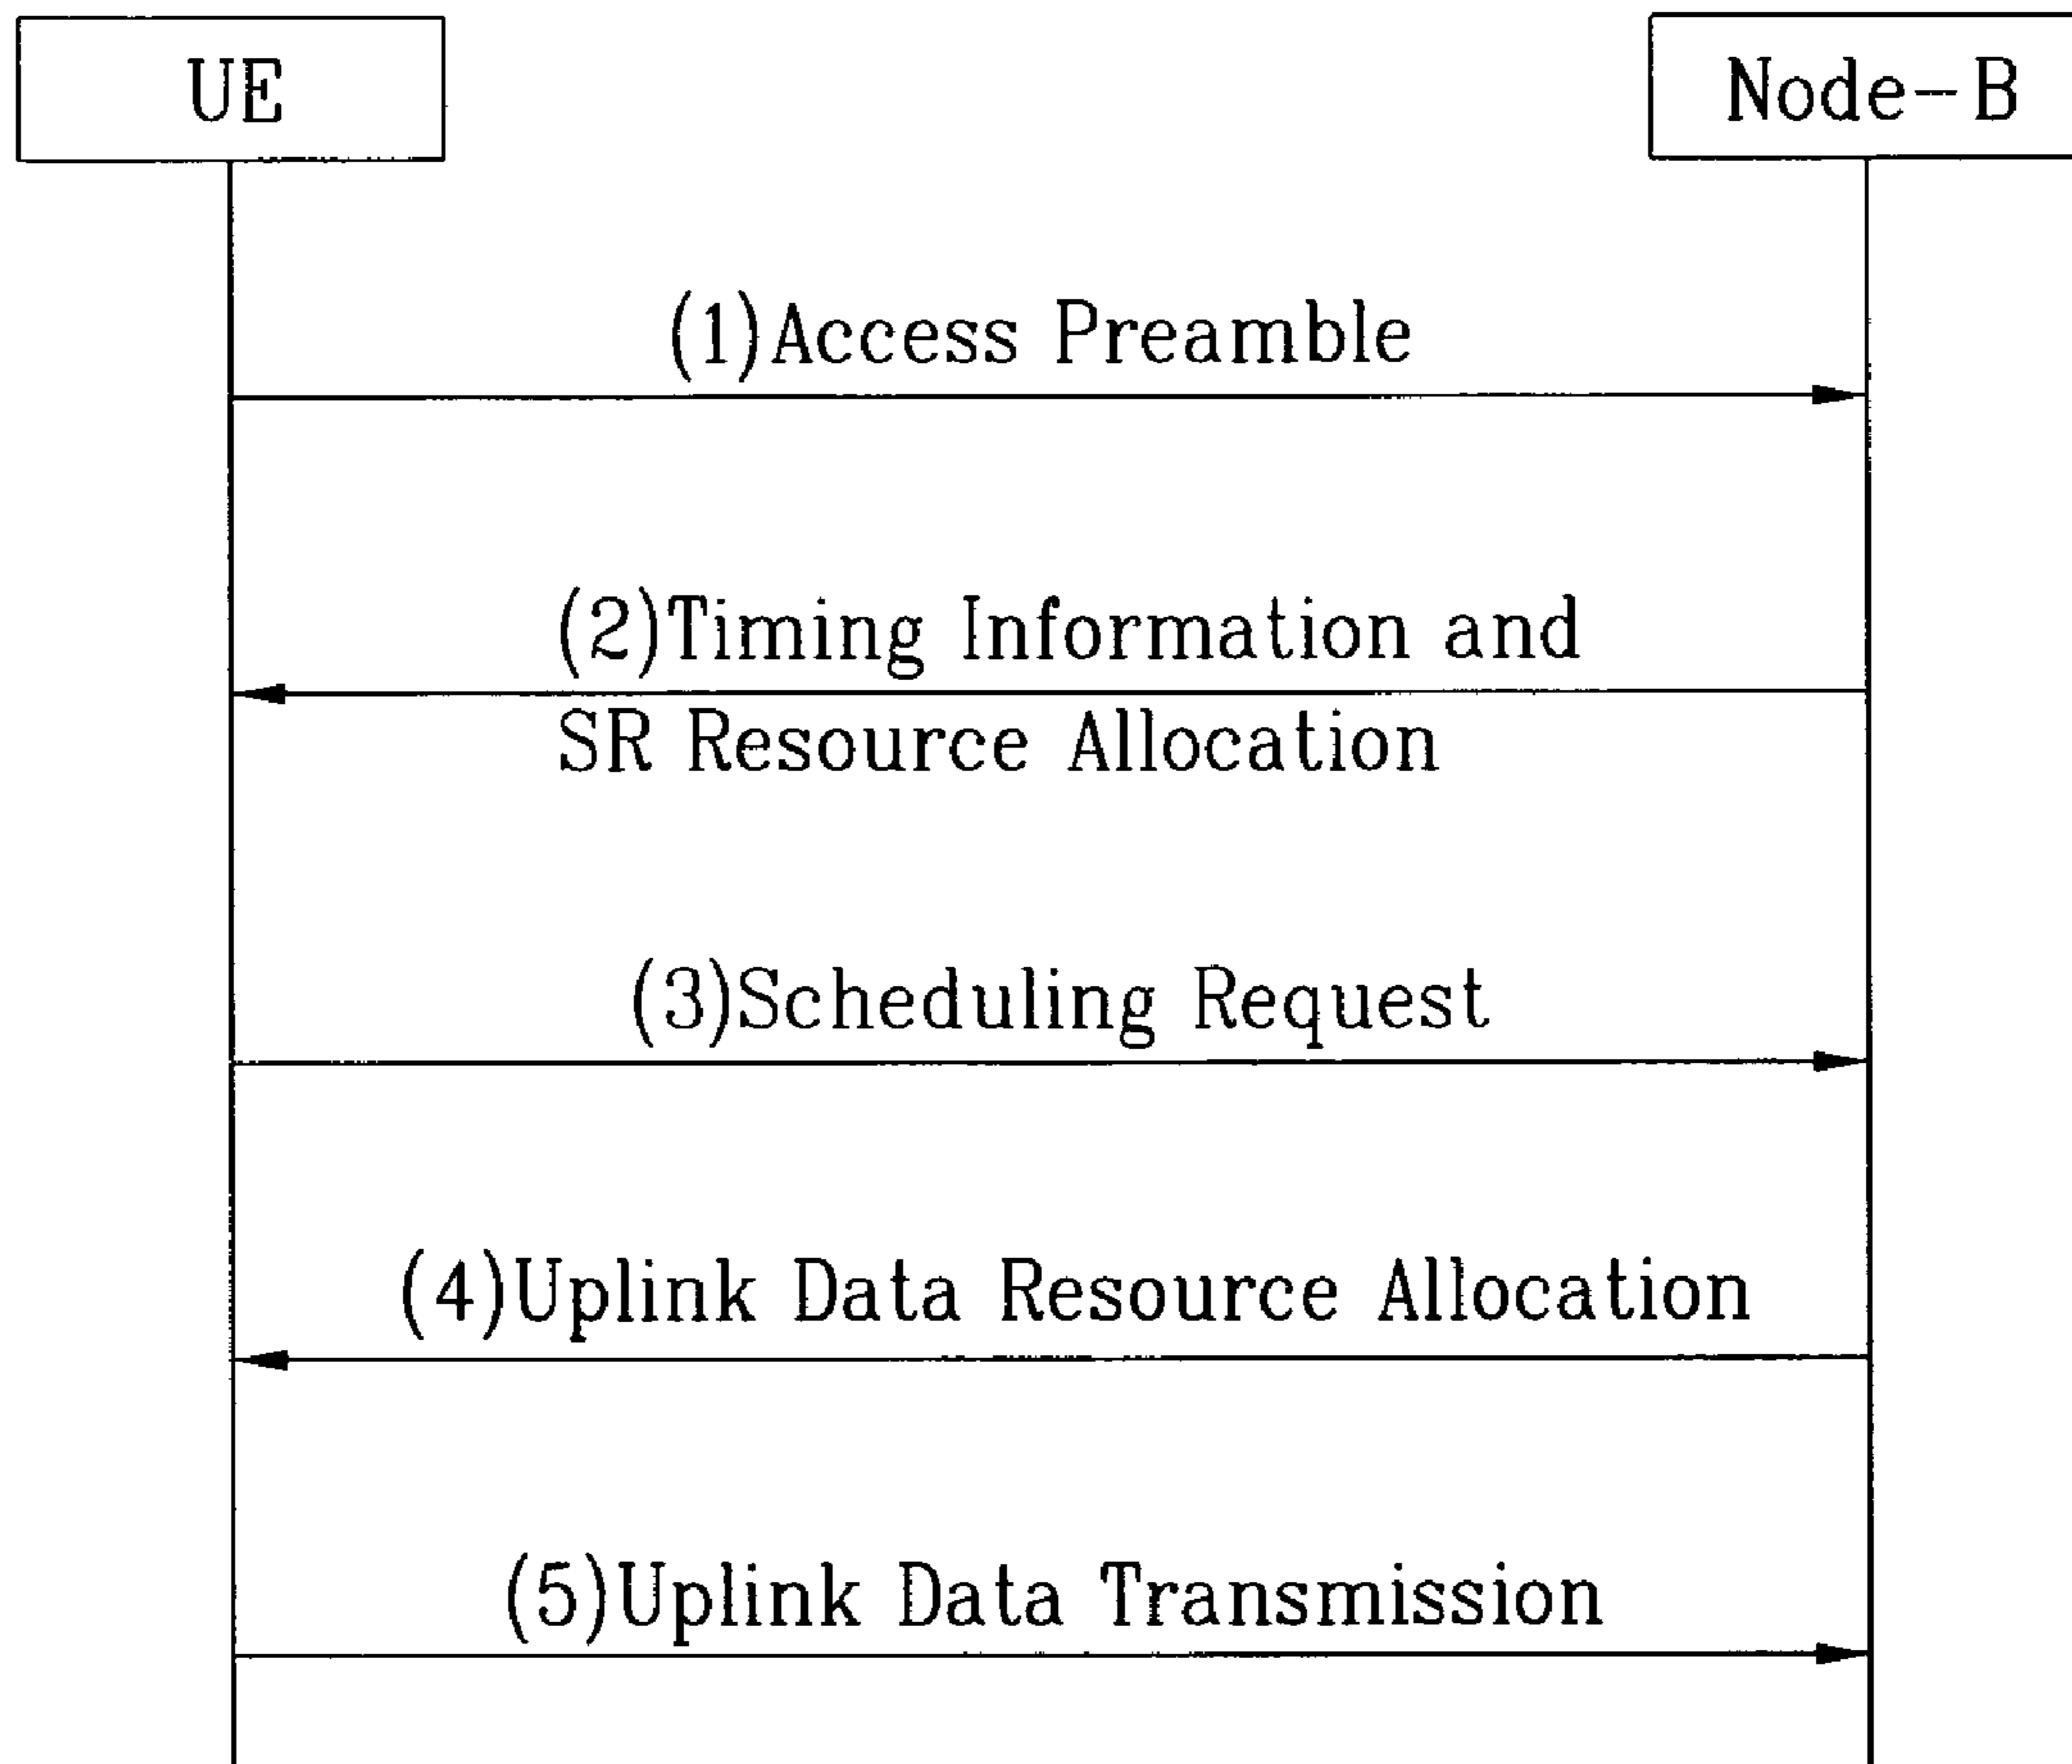 UE
Node-B
(1)Access Preamble
(2)Timing Information and
SR Resource Allocation
(3)Scheduling Request
(4)Uplink Data Resource Allocation
(5)Uplink Data Transmission